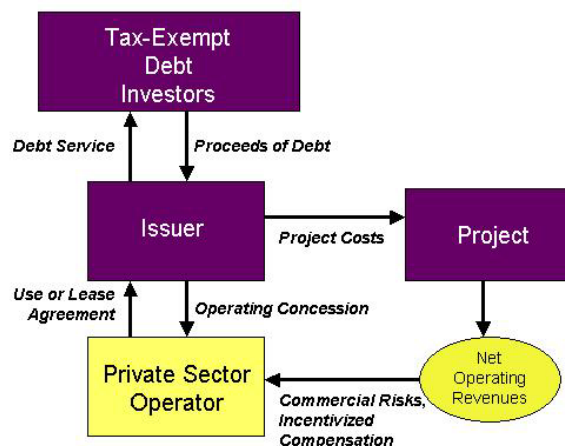 Tax-Exempt
Debt
Investors
Debt Service
Proceeds of Debt
Issuer
Project Costs
Project
Use or Lease
Agreement
Operating Concession
Private Sector
Operator
Commercial Risks,
Incentivized
Compensation
Net
Operating
Revenues